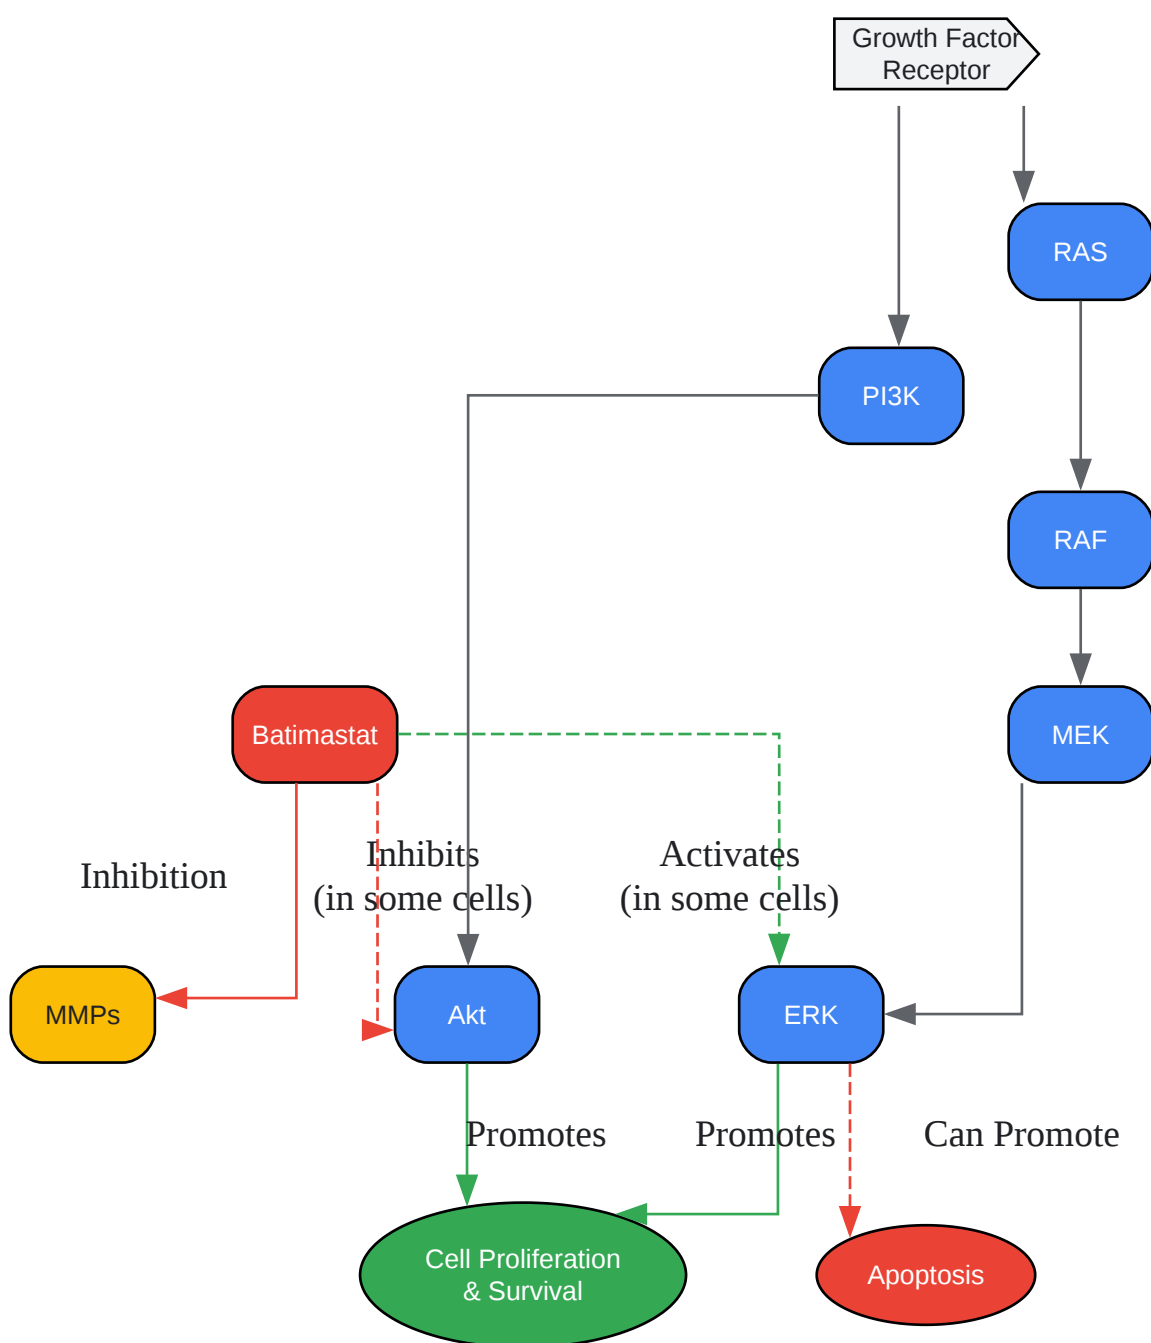 Growth Factor
Receptor
RAS
PI3K
RAF
Batimastat
MEK
Inhibition
Inhibits
(in some cells)
Activates
(in some cells)
MMPs
Akt
ERK
Promotes
Promotes
Can Promote
Cell Proliferation
& Survival
Apoptosis